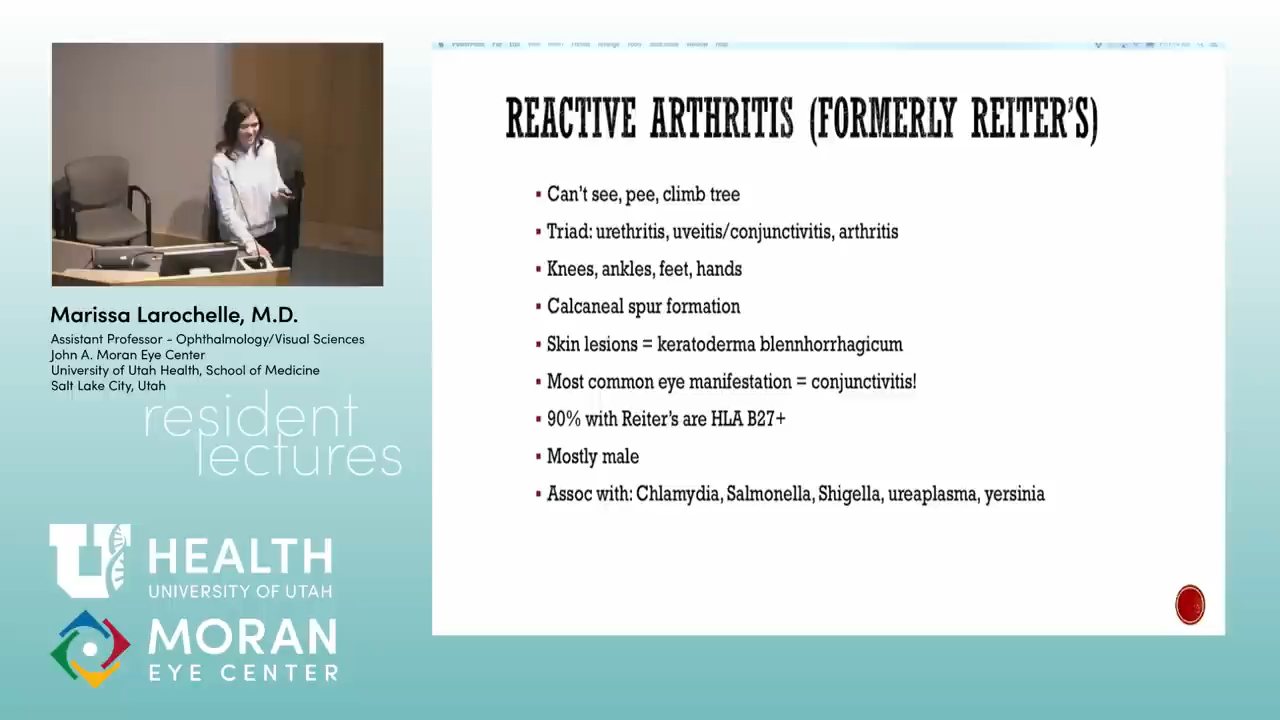 REACTIVE ARTHRITIS (FORMERLY REITER'S)
▪ Can't see, pee, climb tree
▪ Triad: urethritis, uveitis/conjunctivitis, arthritis
▪ Knees, ankles, feet, hands
▪ Calcaneal spur formation
▪ Skin lesions = keratoderma blennhorrhagicum
▪ Most common eye manifestation = conjunctivitis!
▪ 90% with Reiter's are HLA B27+
▪ Mostly male
▪ Assoc with: Chlamydia, Salmonella, Shigella, ureaplasma, yersinia
Marissa Larochelle, M.D.
Assistant Professor - Ophthalmology/Visual Sciences
John A. Moran Eye Center
University of Utah Health, School of Medicine
Salt Lake City, Utah
resident
lectures
U HEALTH
UNIVERSITY OF UTAH
MORAN
EYE CENTER